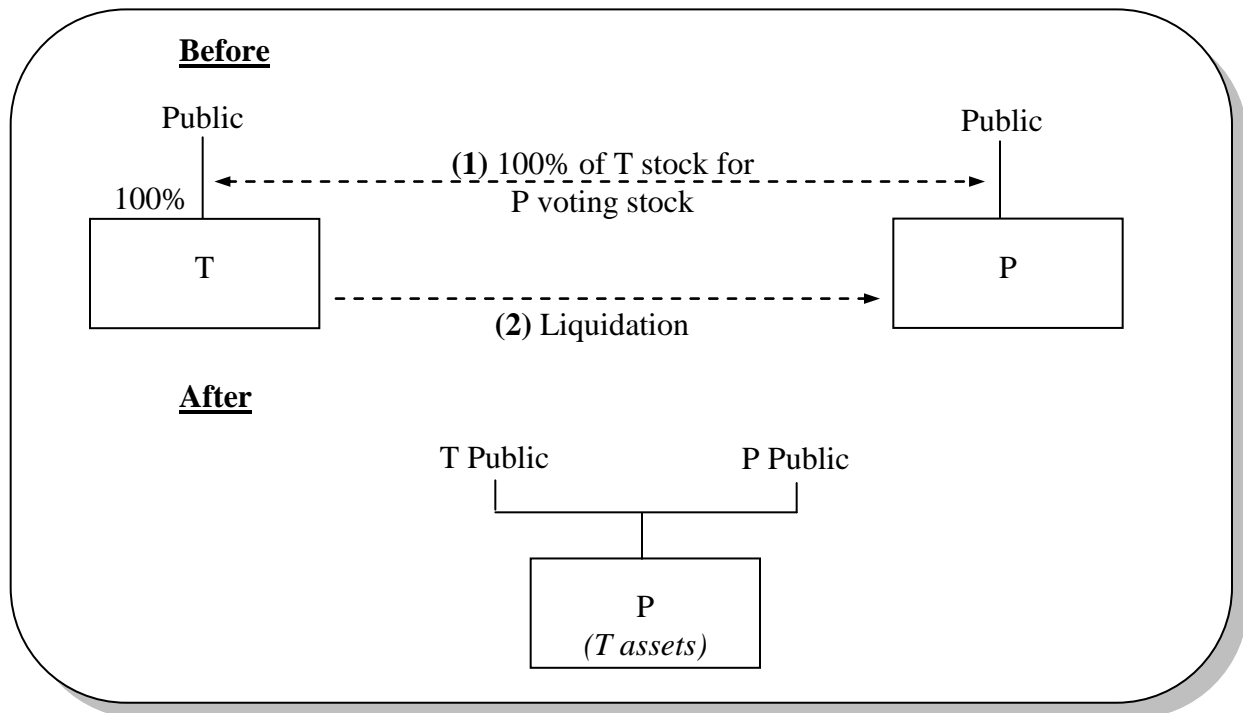 Before
Public
Public
(1) 100% of T stock for
P voting stock
100%
T
P
(2) Liquidation
After
T Public
P Public
P
(T assets)